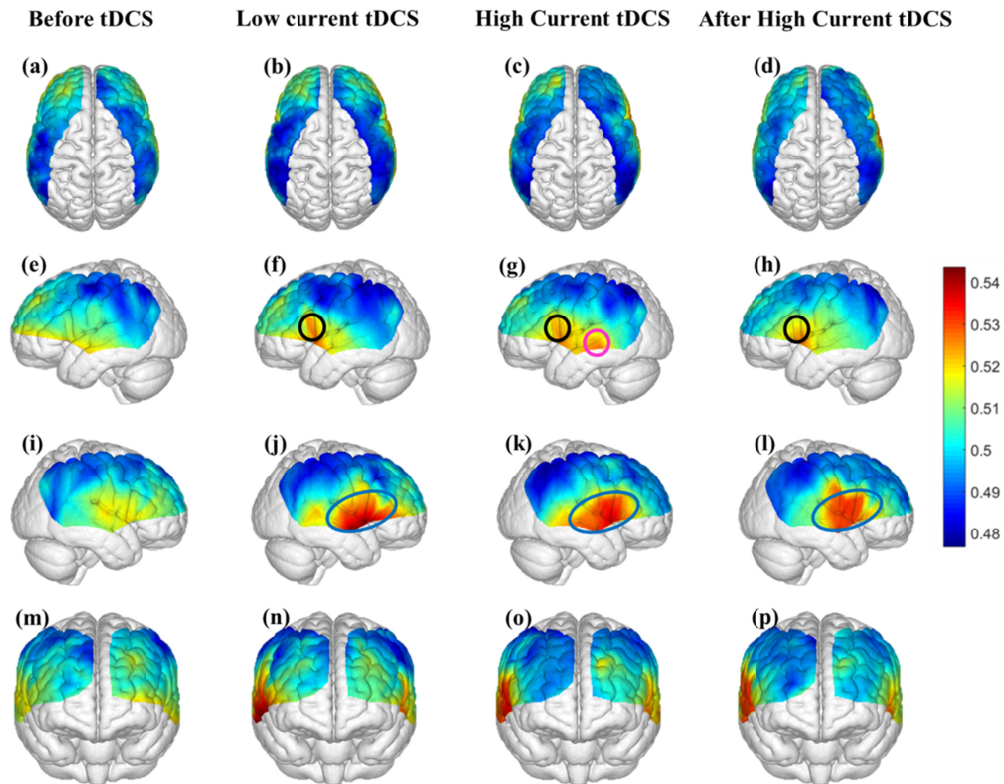 Before tDCS
Low current tDCS
High Current tDCS
After High Current tDCS
(a)
(b)
(c)
(d)
(e)
(f)
(g)
(h)
0.54
0.53
0.52
0.51
0.5
0.49
0.48
(i)
(j)
(k)
(l)
(m)
(n)
(o)
(p)